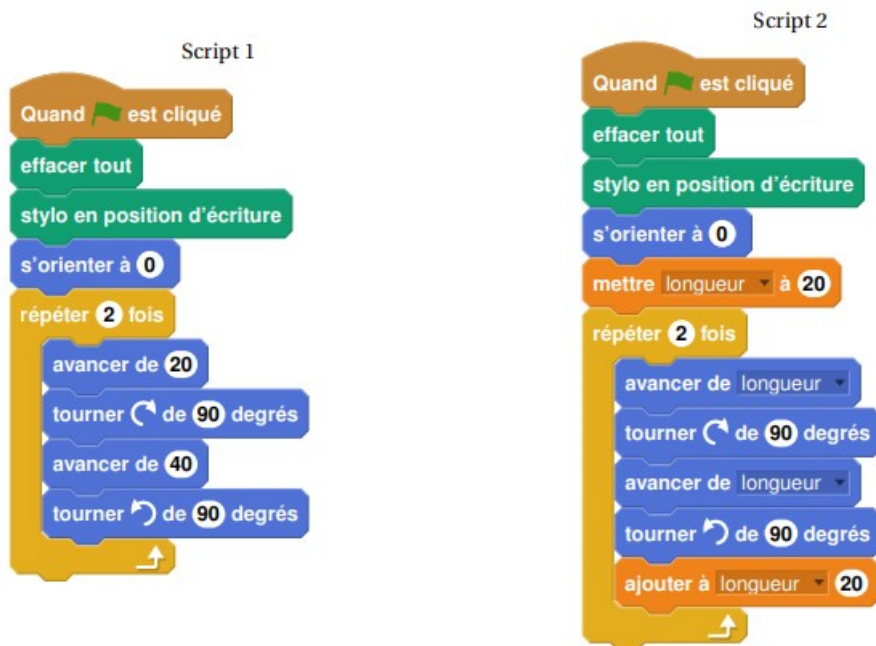 Script 1
Quand est cliqué
effacer tout
stylo en position d'écriture
s'orienter à 0
répéter 2 fois
avancer de 20
tourner de 90 degrés
avancer de 40
tourner de 90 degrés
Script 2
Quand est cliqué
effacer tout
stylo en position d'écriture
s'orienter à 0
mettre longueur à 20
répéter 2 fois
avancer de longueur
tourner de 90 degrés
avancer de longueur
tourner de 90 degrés
ajouter à longueur 20